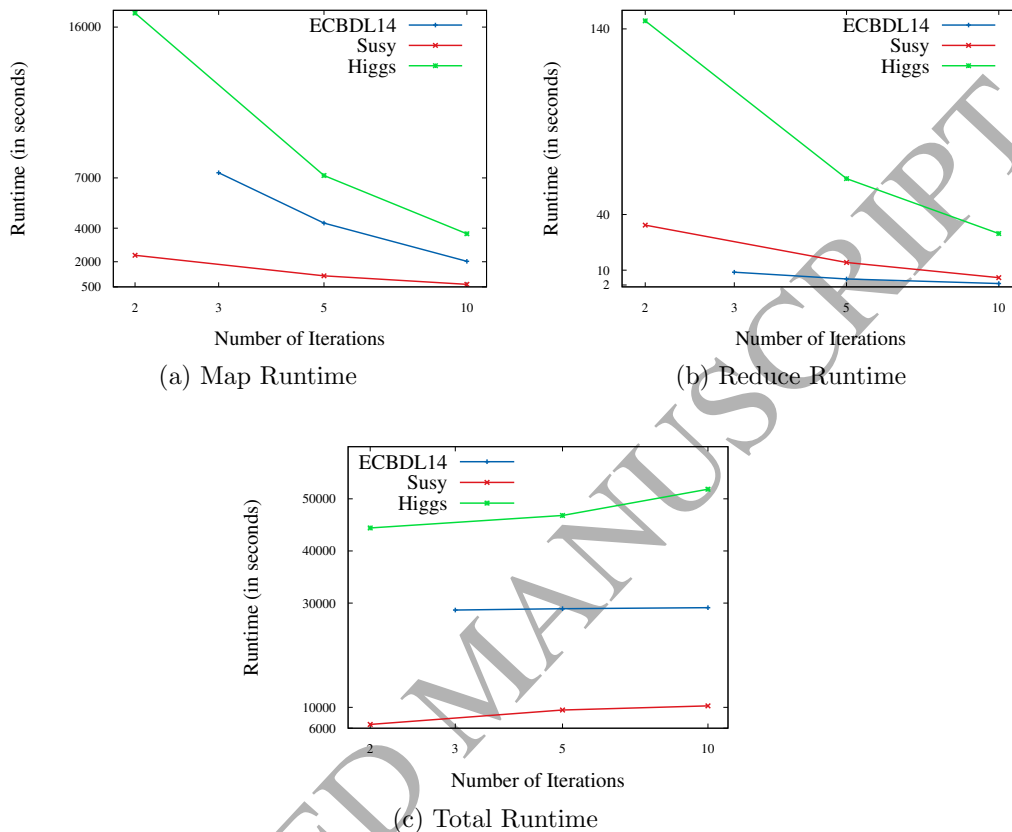 16000
7000
4000
2000
500
2
3
5
10
Runtime (in seconds)
Number of Iterations
ECBDL14
Susy
Higgs
(a) Map Runtime
140
40
10
2
2
3
5
10
Runtime (in seconds)
Number of Iterations
ECBDL14
Susy
Higgs
(b) Reduce Runtime
50000
40000
30000
10000
6000
2
3
5
10
Runtime (in seconds)
Number of Iterations
ECBDL14
Susy
Higgs
(c) Total Runtime
ED MANUSCRIPT